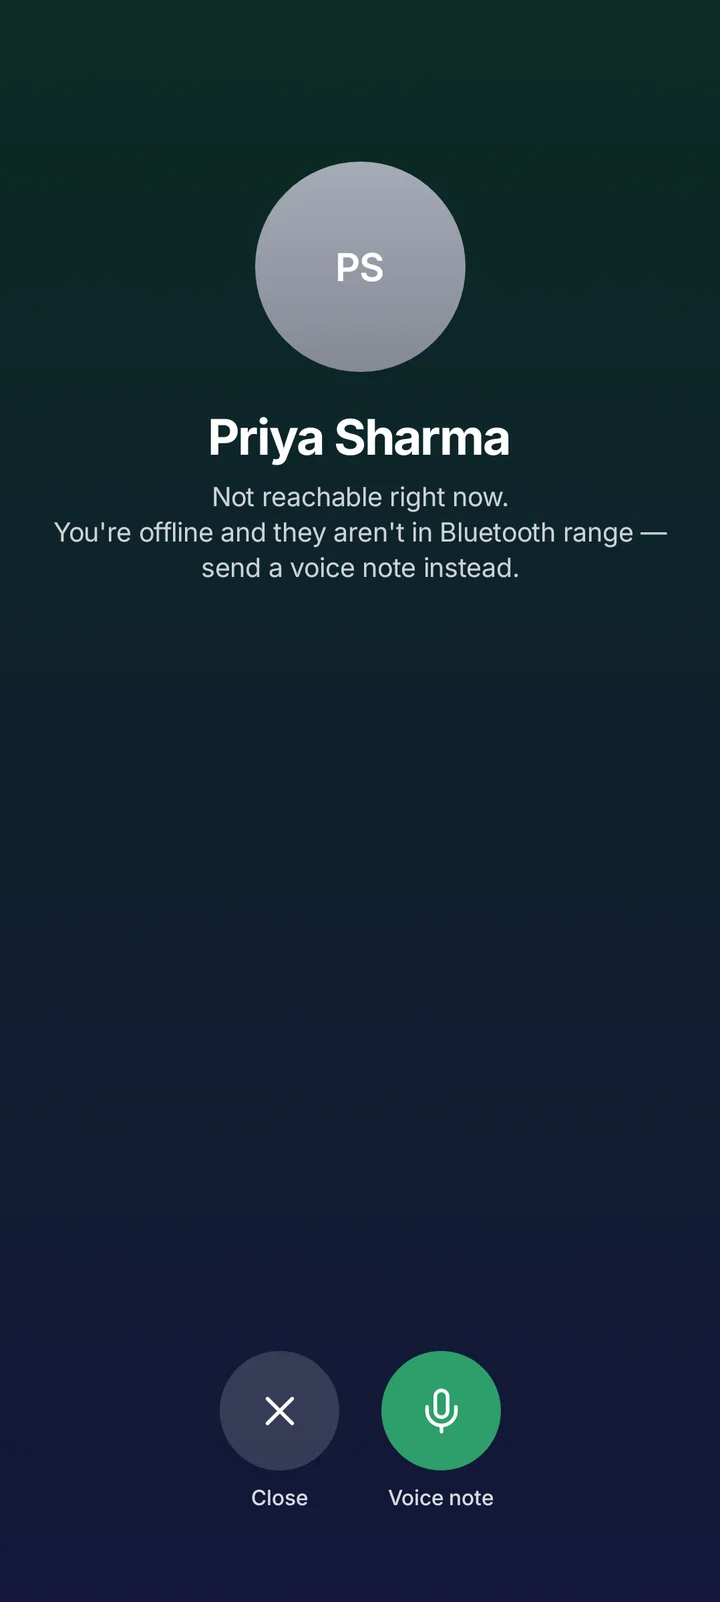 PS
Priya Sharma
Not reachable right now.
You're offline and they aren't in Bluetooth range —
send a voice note instead.
Close
Voice note